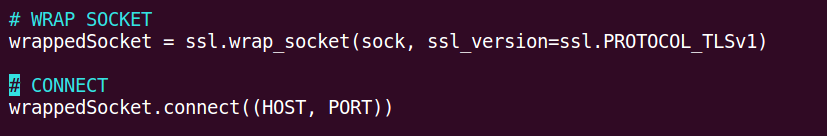 # WRAP SOCKET
wrappedSocket = ssl.wrap_socket(sock, ssl_version=ssl.PROTOCOL_TLSv1)
# CONNECT
wrappedSocket.connect((HOST, PORT))